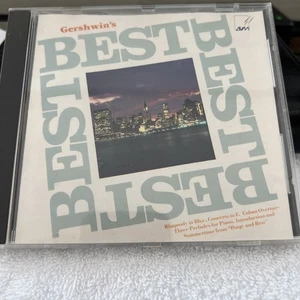 Gershwin's
BEST
BEST
BEST
BEST
Rhapsody in Blue, Concerto in F, Cuban Overture
Three Preludes for Piano, Introduction and
Summertime from "Porgy and Bess"